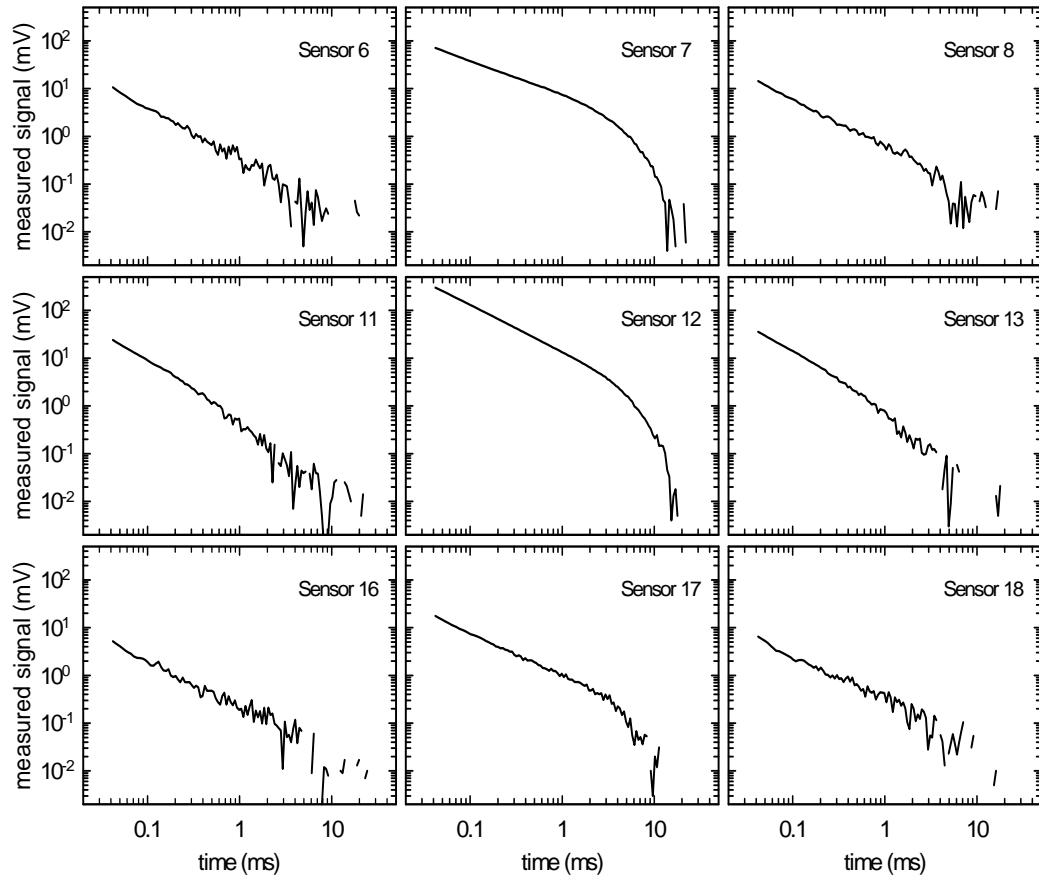 Sensor 6
Sensor 7
Sensor 8
measured signal (mV)
10²
10¹
10⁰
10⁻¹
10⁻²
Sensor 11
Sensor 12
Sensor 13
measured signal (mV)
10²
10¹
10⁰
10⁻¹
10⁻²
Sensor 16
Sensor 17
Sensor 18
measured signal (mV)
10²
10¹
10⁰
10⁻¹
10⁻²
0.1 1 10
0.1 1 10
0.1 1 10
time (ms)
time (ms)
time (ms)